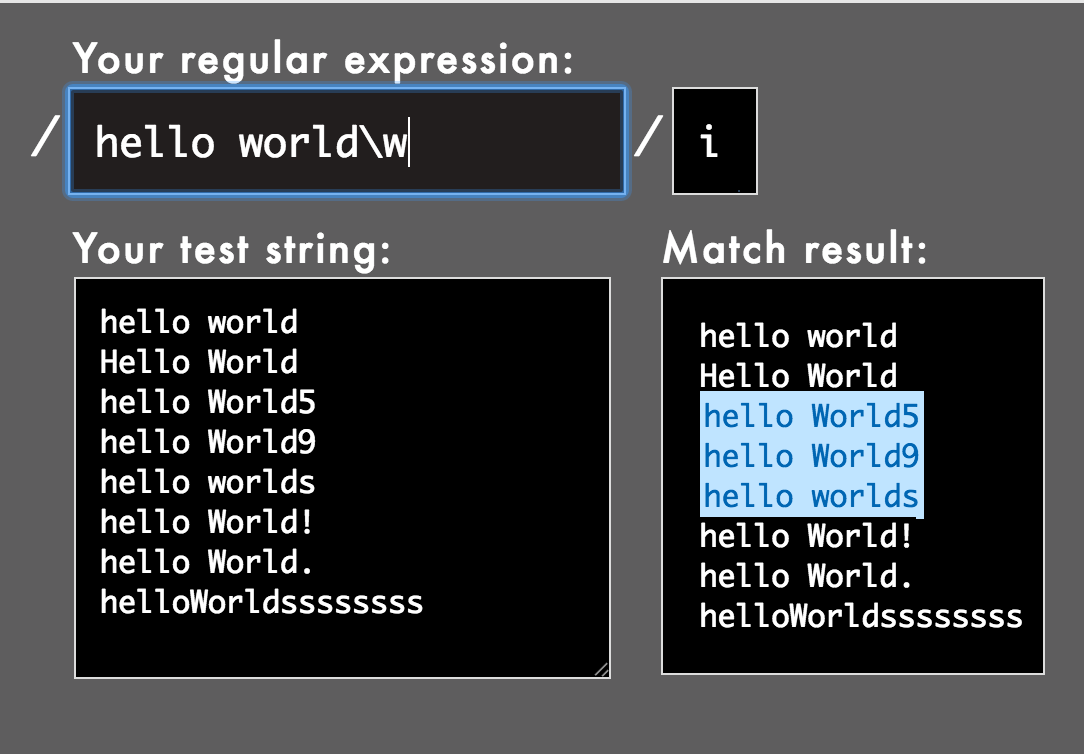 Your regular expression:
/ hello world\w / i
Your test string:
hello world
Hello World
hello World5
hello World9
hello worlds
hello World!
hello World.
helloWorldssssssss
Match result:
hello world
Hello World
hello World5
hello World9
hello worlds
hello World!
hello World.
helloWorldssssssss